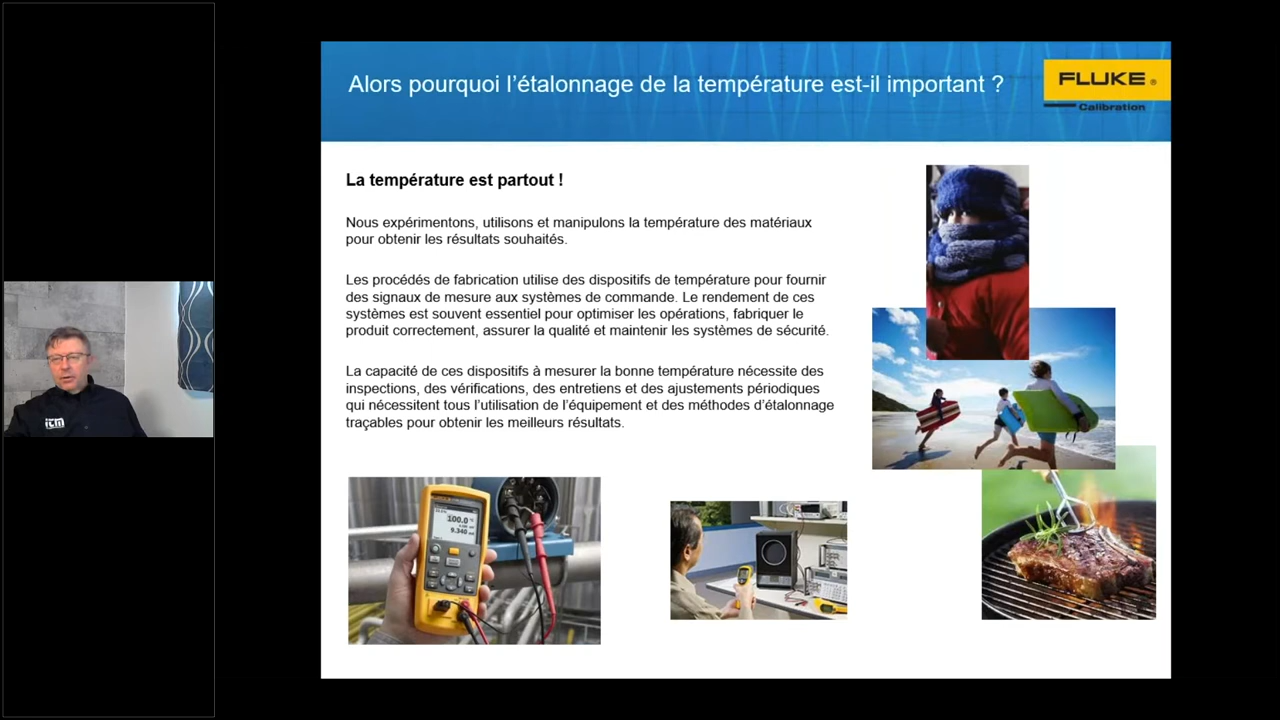 Alors pourquoi l’étalonnage de la température est-il important ?
FLUKE ®
Calibration
La température est partout !
Nous expérimentons, utilisons et manipulons la température des matériaux
pour obtenir les résultats souhaités.
Les procédés de fabrication utilise des dispositifs de température pour fournir
des signaux de mesure aux systèmes de commande. Le rendement de ces
systèmes est souvent essentiel pour optimiser les opérations, fabriquer le
produit correctement, assurer la qualité et maintenir les systèmes de sécurité.
La capacité de ces dispositifs à mesurer la bonne température nécessite des
inspections, des vérifications, des entretiens et des ajustements périodiques
qui nécessitent tous l’utilisation de l’équipement et des méthodes d’étalonnage
traçables pour obtenir les meilleurs résultats.
itm
100.0
9.340